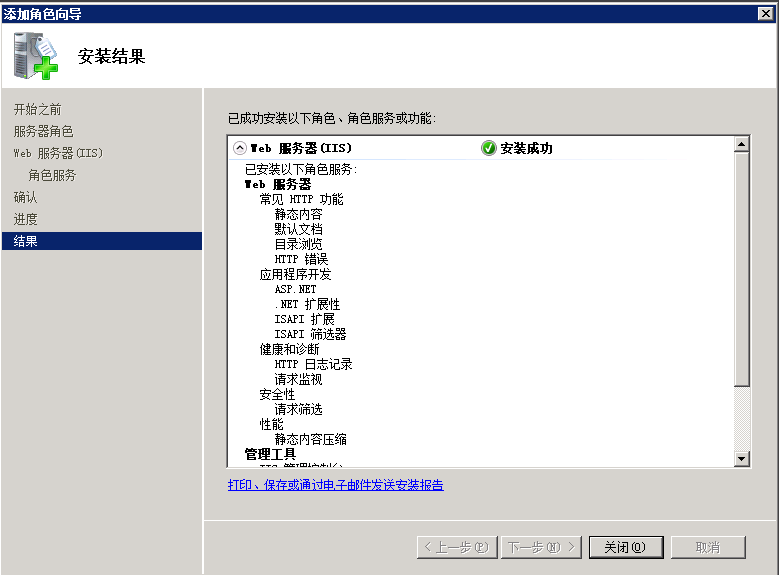 添加角色向导
安装结果
开始之前
服务器角色
Web 服务器(IIS)
角色服务
确认
进度
结果
已成功安装以下角色、角色服务或功能:
Web 服务器(IIS) 安装成功
已安装以下角色服务:
Web 服务器
常见 HTTP 功能
静态内容
默认文档
目录浏览
HTTP 错误
应用程序开发
ASP.NET
.NET 扩展性
ISAPI 扩展
ISAPI 筛选器
健康和诊断
HTTP 日志记录
请求监视
安全性
请求筛选
性能
静态内容压缩
管理工具
打印、保存或通过电子邮件发送安装报告
< 上一步(P) 下一步(N) > 关闭(O) 取消